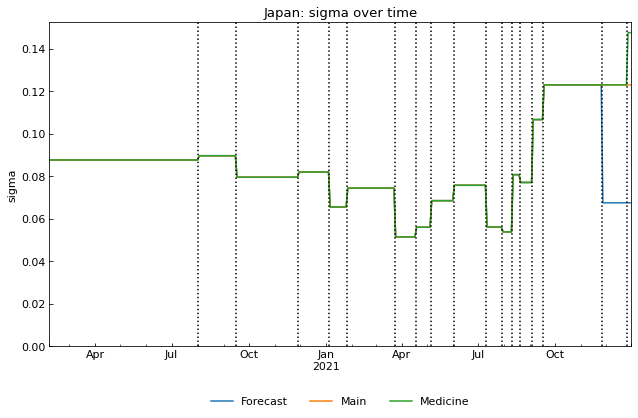 Japan: sigma over time
0.14
0.12
0.10
0.08
0.06
0.04
0.02
0.00
sigma
Apr Jul Oct Jan Apr Jul Oct
2021
Forecast Main Medicine